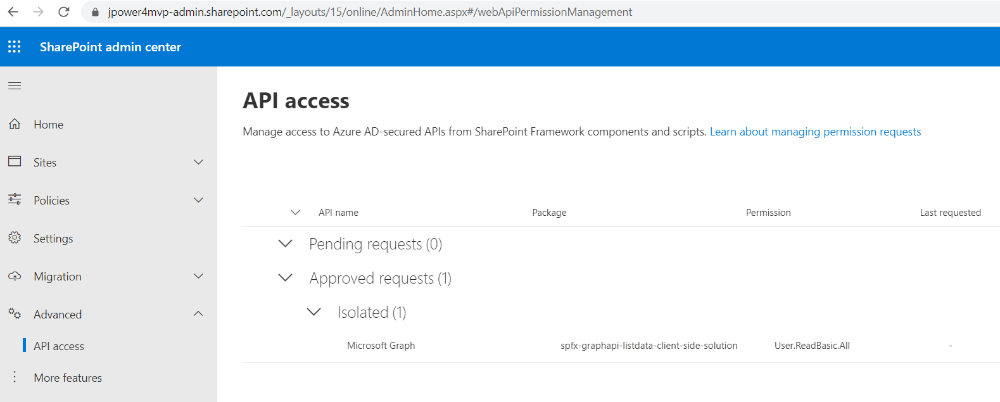 jpower4mvp-admin.sharepoint.com/_layouts/15/online/AdminHome.aspx#/webApiPermissionManagement
SharePoint admin center
Home
Sites
Policies
Settings
Migration
Advanced
API access
More features
API access
Manage access to Azure AD-secured APIs from SharePoint Framework components and scripts. Learn about managing permission requests
API name Package Permission Last requested
Pending requests (0)
Approved requests (1)
Isolated (1)
Microsoft Graph spfx-graphapi-listdata-client-side-solution User.ReadBasic.All -